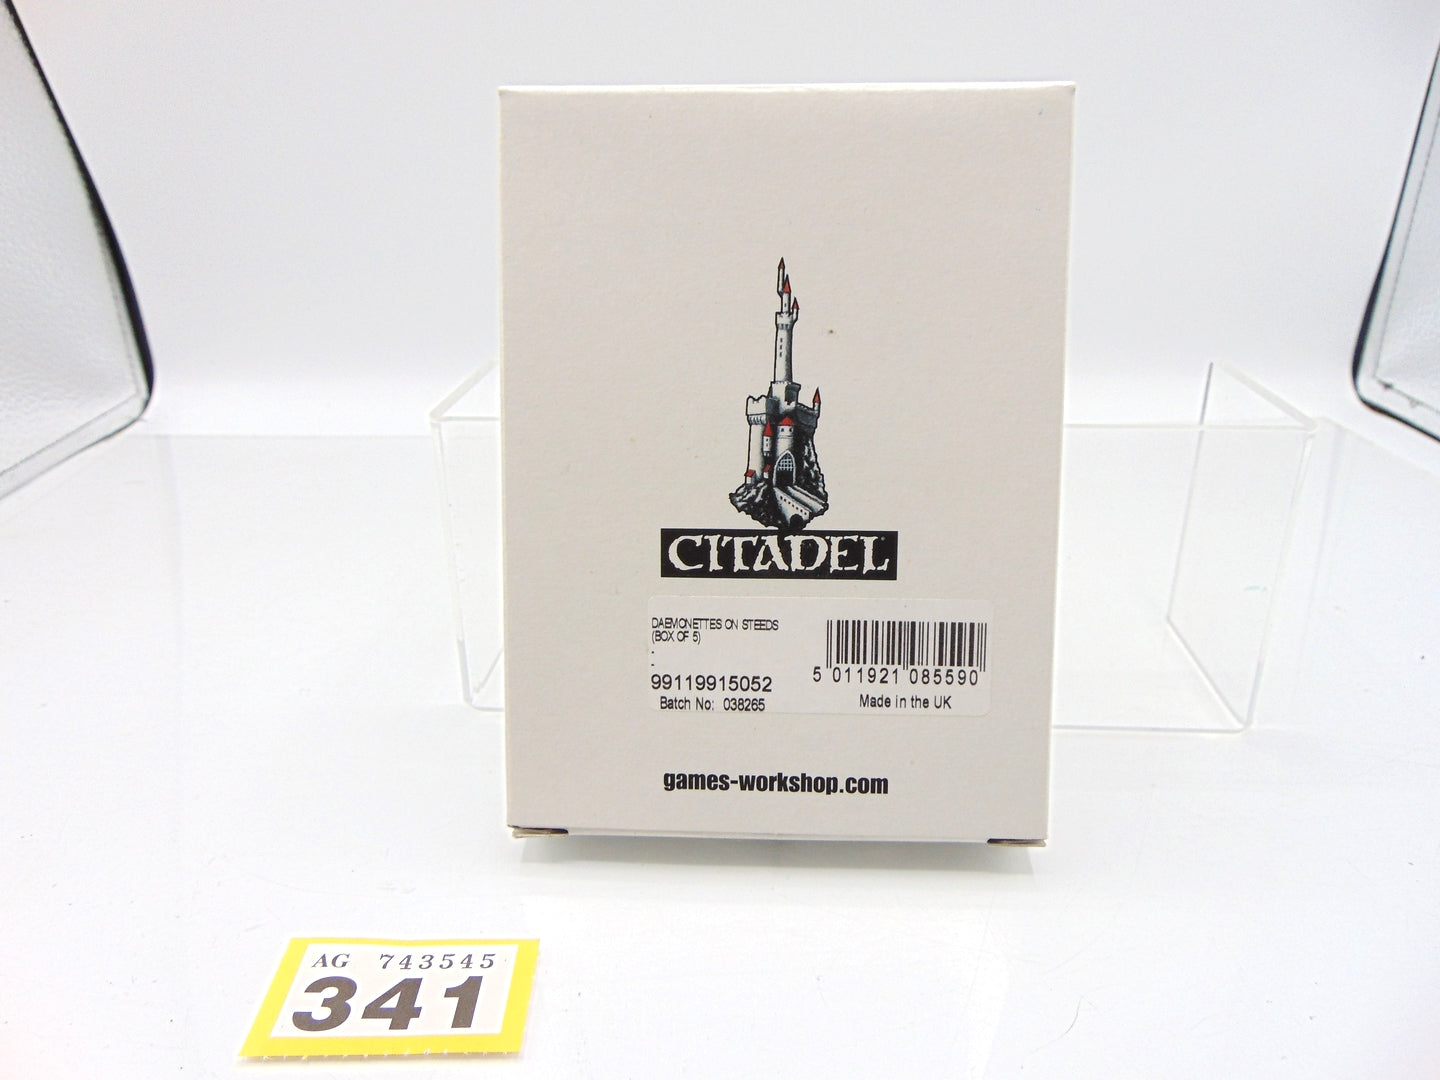 CITADEL
DAEMONETTES ON STEEDS
(BOX OF 5)
.
.
99119915052
Batch No: 038265
5 011921 085590
Made in the UK
games-workshop.com
AG 743545
341